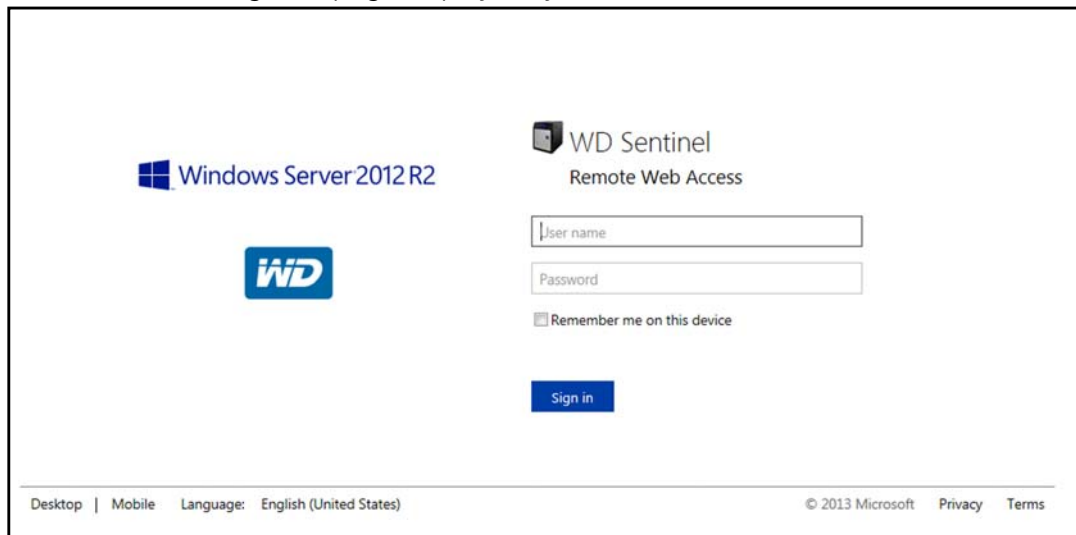 WD Sentinel
Windows Server 2012 R2
Remote Web Access
User name
WD
Password
Remember me on this device
Sign in
Desktop | Mobile Language: English (United States) © 2013 Microsoft Privacy Terms